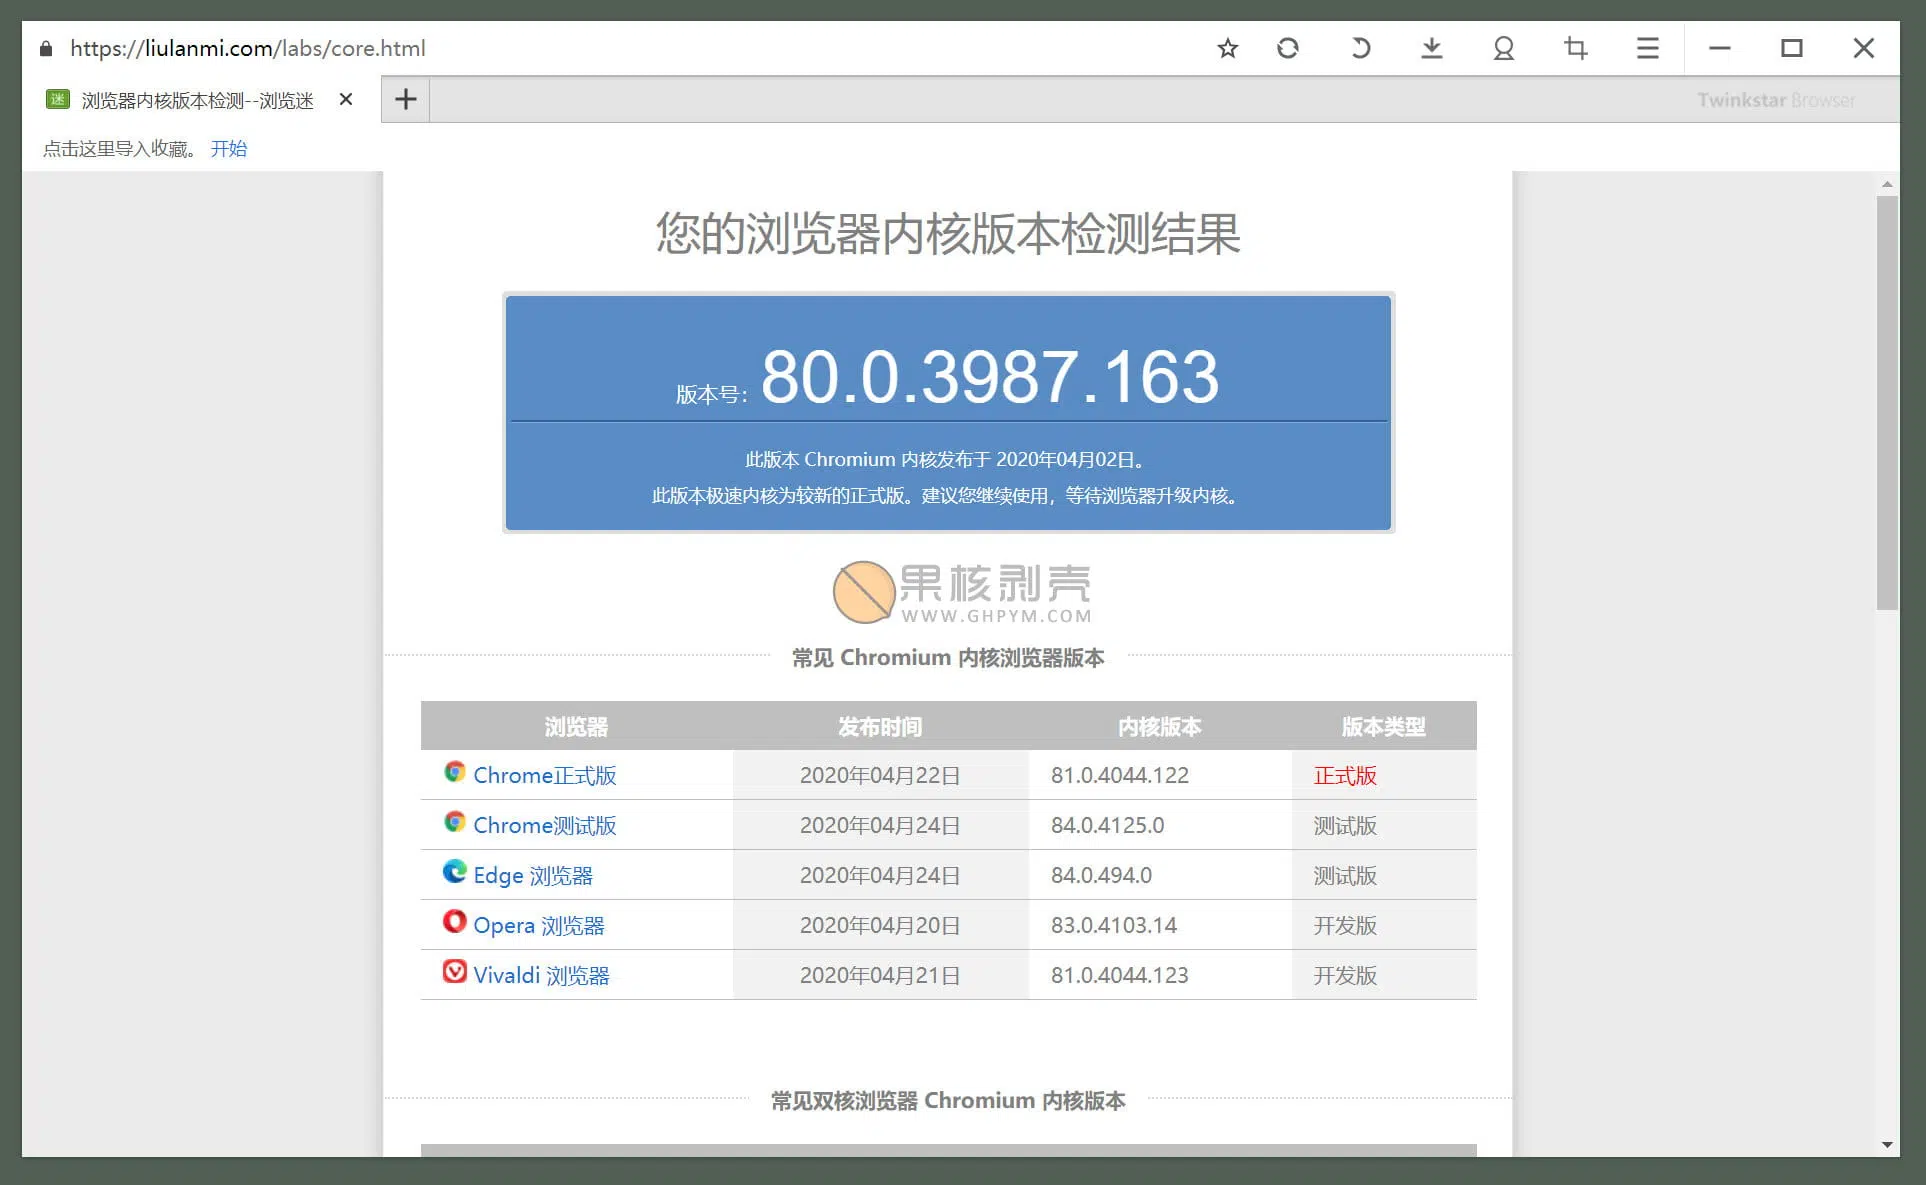 https://liulanmi.com/labs/core.html
迷 浏览器内核版本检测--浏览迷
Twinkstar Browser
点击这里导入收藏。 开始
您的浏览器内核版本检测结果
版本号：80.0.3987.163
此版本 Chromium 内核发布于 2020年04月02日。
此版本极速内核为较新的正式版。建议您继续使用，等待浏览器升级内核。
果核剥壳
WWW.GHPYM.COM
常见 Chromium 内核浏览器版本
浏览器 发布时间 内核版本 版本类型
Chrome正式版 2020年04月22日 81.0.4044.122 正式版
Chrome测试版 2020年04月24日 84.0.4125.0 测试版
Edge 浏览器 2020年04月24日 84.0.494.0 测试版
Opera 浏览器 2020年04月20日 83.0.4103.14 开发版
Vivaldi 浏览器 2020年04月21日 81.0.4044.123 开发版
常见双核浏览器 Chromium 内核版本